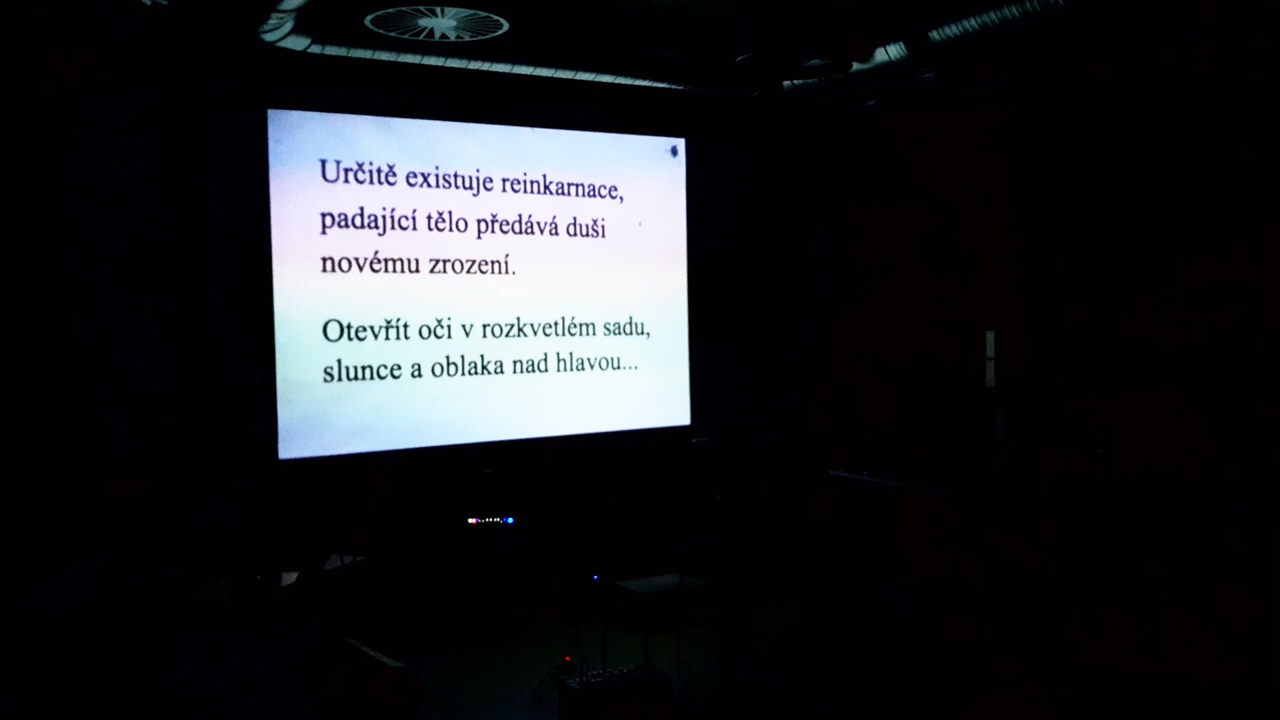 Určitě existuje reinkarnace,
padající tělo předává duši
novému zrození.
Otevřít oči v rozkvetlém sadu,
slunce a oblaka nad hlavou...